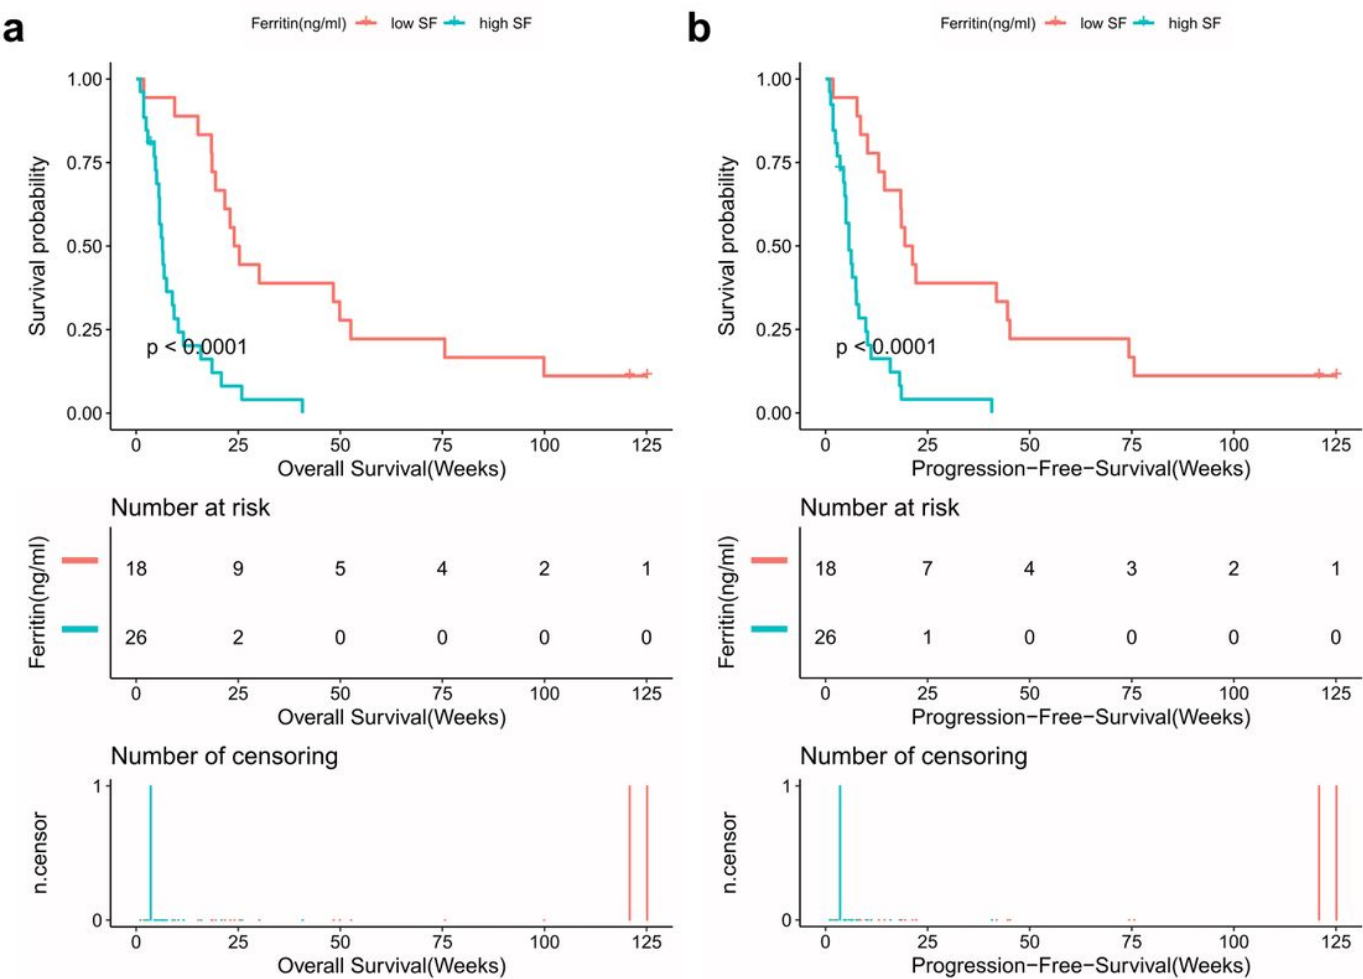 a
Ferritin(ng/ml) low SF high SF
Survival probability
1.00
0.75
0.50
0.25
0.00
p < 0.0001
0 25 50 75 100 125
Overall Survival(Weeks)
Number at risk
Ferritin(ng/ml)
18 9 5 4 2 1
26 2 0 0 0 0
0 25 50 75 100 125
Overall Survival(Weeks)
Number of censoring
n.censor
1
0
0 25 50 75 100 125
Overall Survival(Weeks)
b
Ferritin(ng/ml) low SF high SF
Survival probability
1.00
0.75
0.50
0.25
0.00
p < 0.0001
0 25 50 75 100 125
Progression−Free−Survival(Weeks)
Number at risk
Ferritin(ng/ml)
18 7 4 3 2 1
26 1 0 0 0 0
0 25 50 75 100 125
Progression−Free−Survival(Weeks)
Number of censoring
n.censor
1
0
0 25 50 75 100 125
Progression−Free−Survival(Weeks)